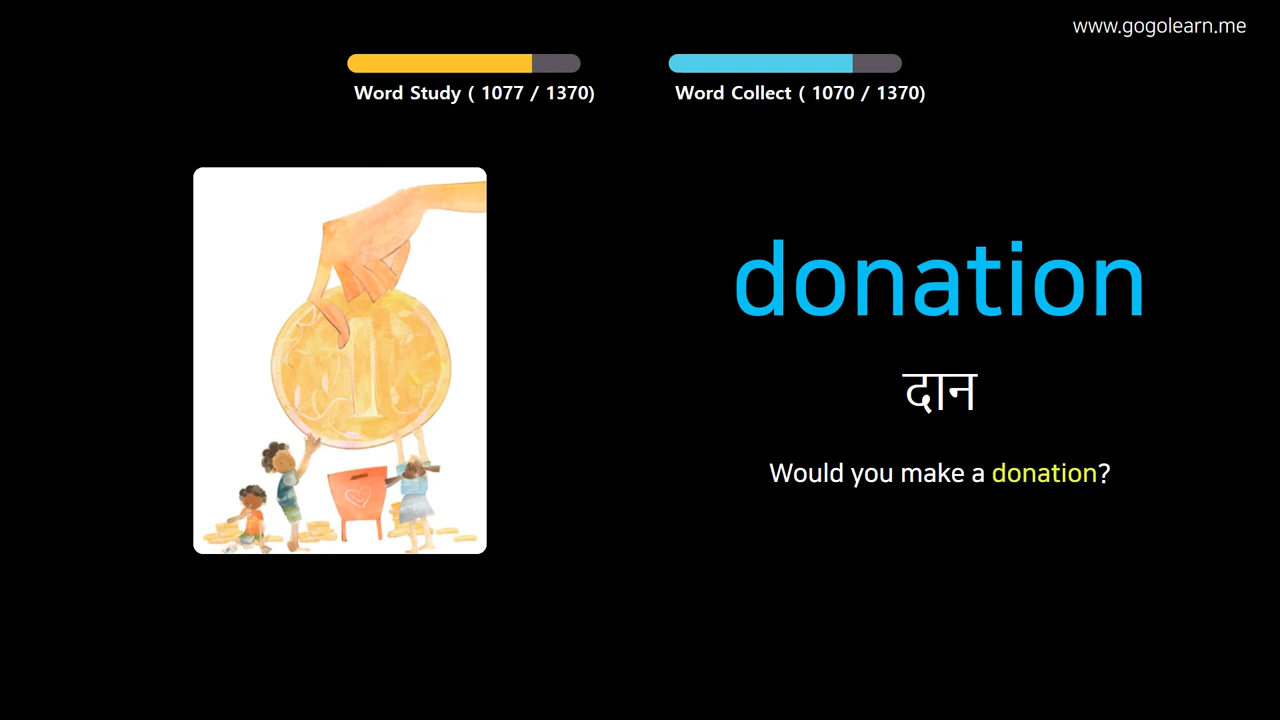 www.gogolearn.me
Word Study ( 1077 / 1370)
Word Collect ( 1070 / 1370)
donation
दान
Would you make a donation?